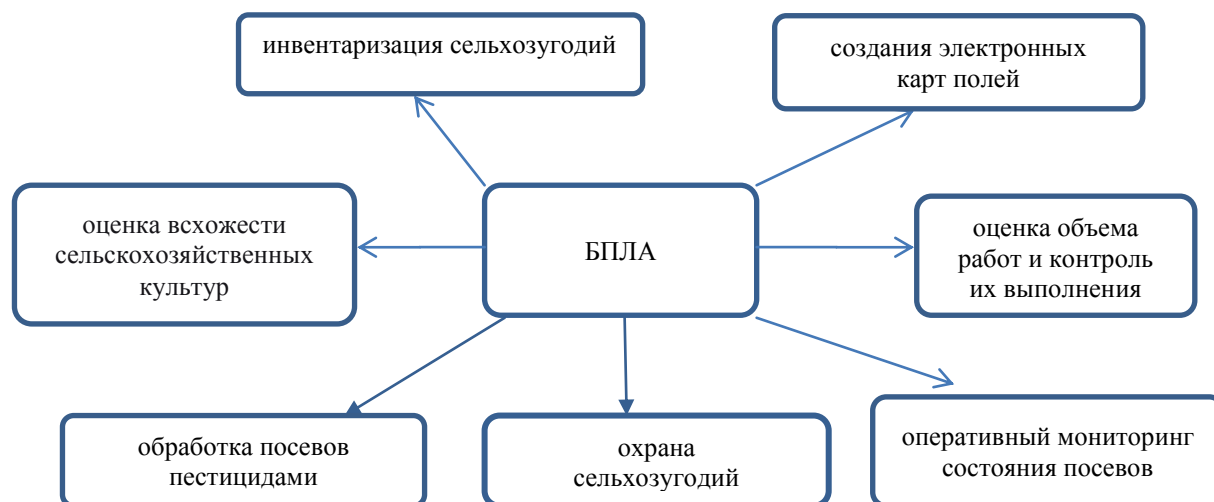 инвентаризация сельхозугодий
создания электронных
карт полей
оценка всхожести
сельскохозяйственных
культур
БПЛА
оценка объема
работ и контроль
их выполнения
обработка посевов
пестицидами
охрана
сельхозугодий
оперативный мониторинг
состояния посевов